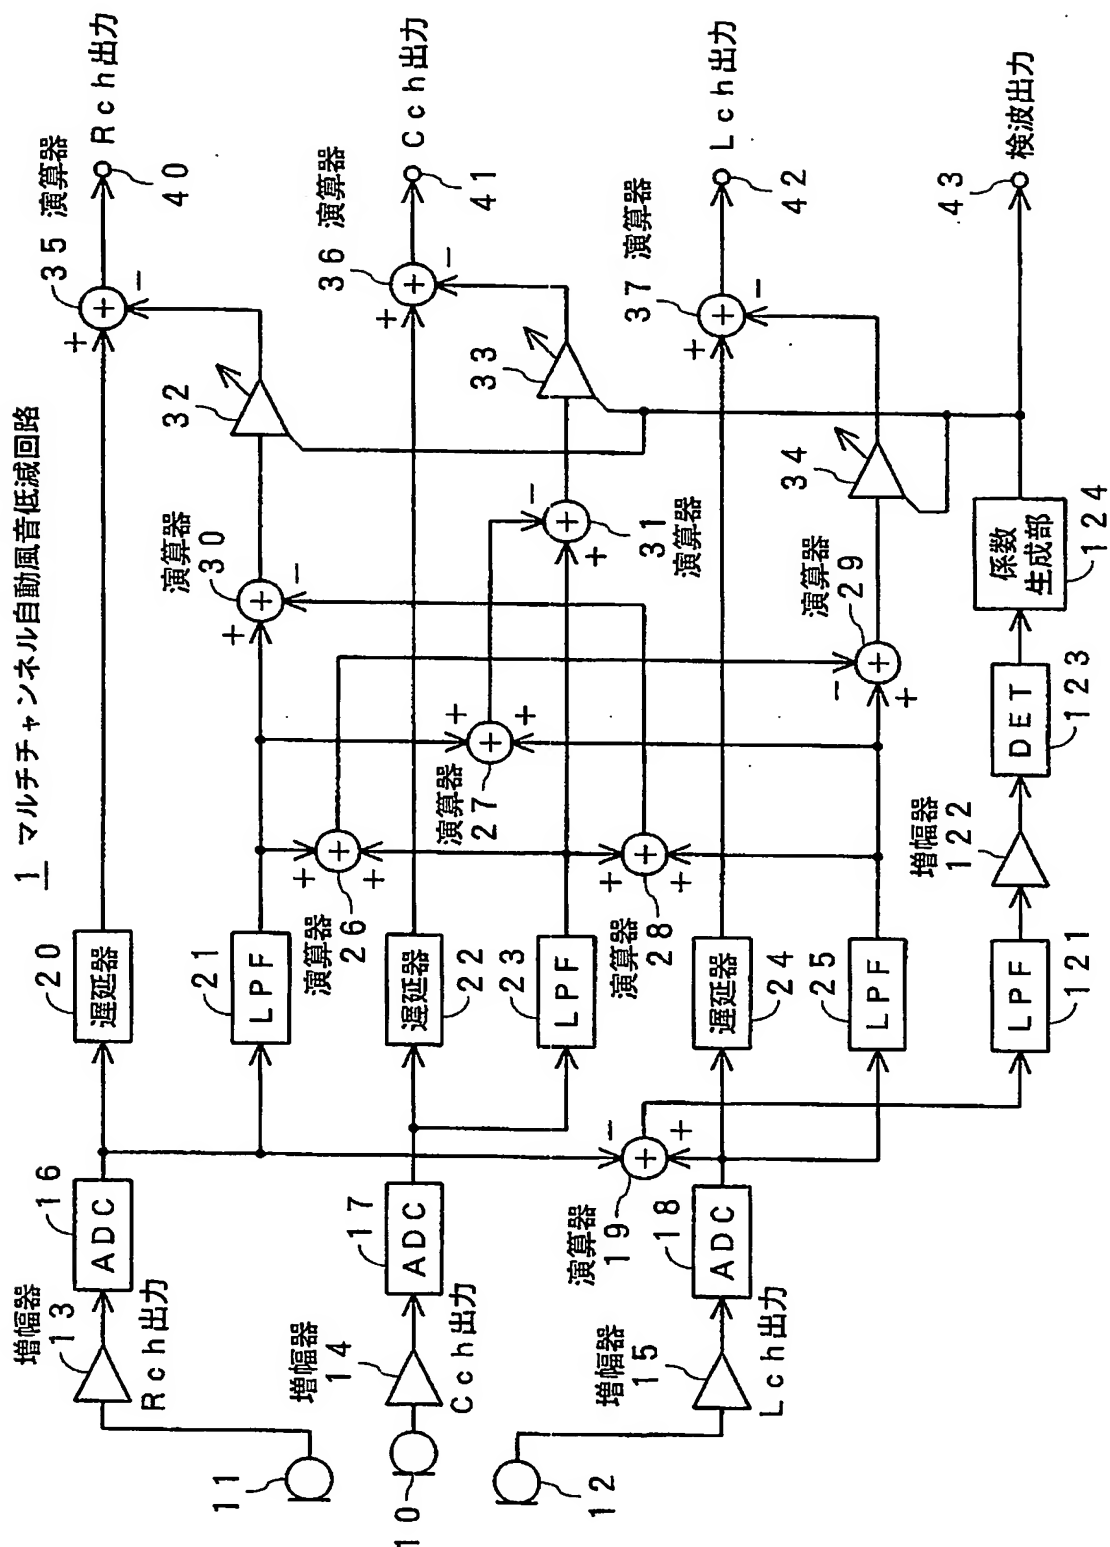 1 マルチチャンネル自動風音低減回路
11
増幅器
13
Rch出力
16
ADC
20
遅延器
+
35 演算器
+
−
40
Rch出力
21
LPF
演算器
30
+
+
−
32
演算器
26
+
+
+
10
増幅器
14
Cch出力
17
ADC
遅延器
22
+
36 演算器
+
−
41
Cch出力
演算器
27
+
+
+
23
LPF
−
+
+
31
演算器
33
12
増幅器
15
Lch出力
18
ADC
演算器
19
−
+
+
演算器
28
+
+
+
遅延器
24
+
37 演算器
+
−
42
Lch出力
25
LPF
演算器
29
−
+
+
34
LPF
121
増幅器
122
DET
123
係数
生成部
124
43
検波出力